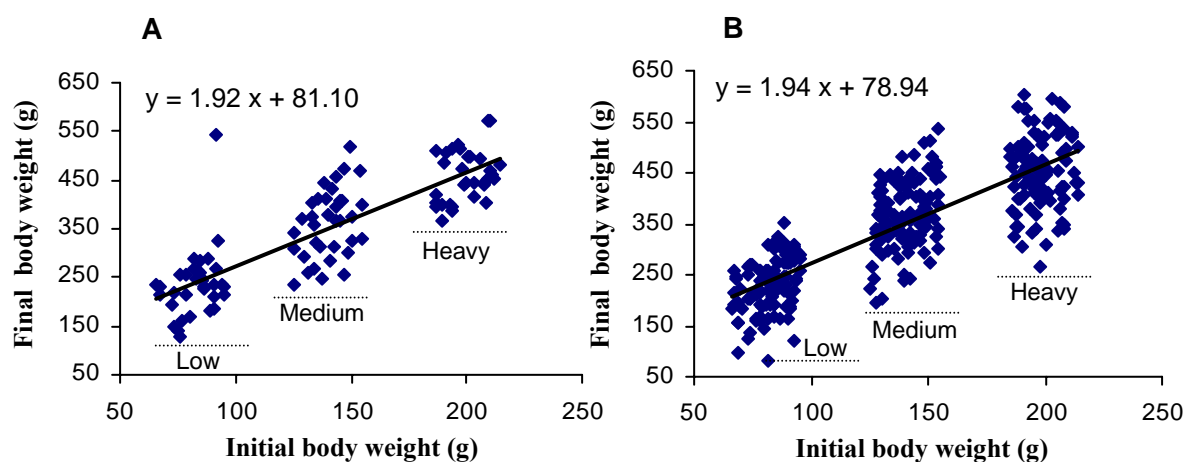 A
Final body weight (g)
650
550
450
350
250
150
50
y = 1.92 x + 81.10
Heavy
Medium
Low
50
100
150
200
250
Initial body weight (g)
B
Final body weight (g)
650
550
450
350
250
150
50
y = 1.94 x + 78.94
Heavy
Medium
Low
50
100
150
200
250
Initial body weight (g)